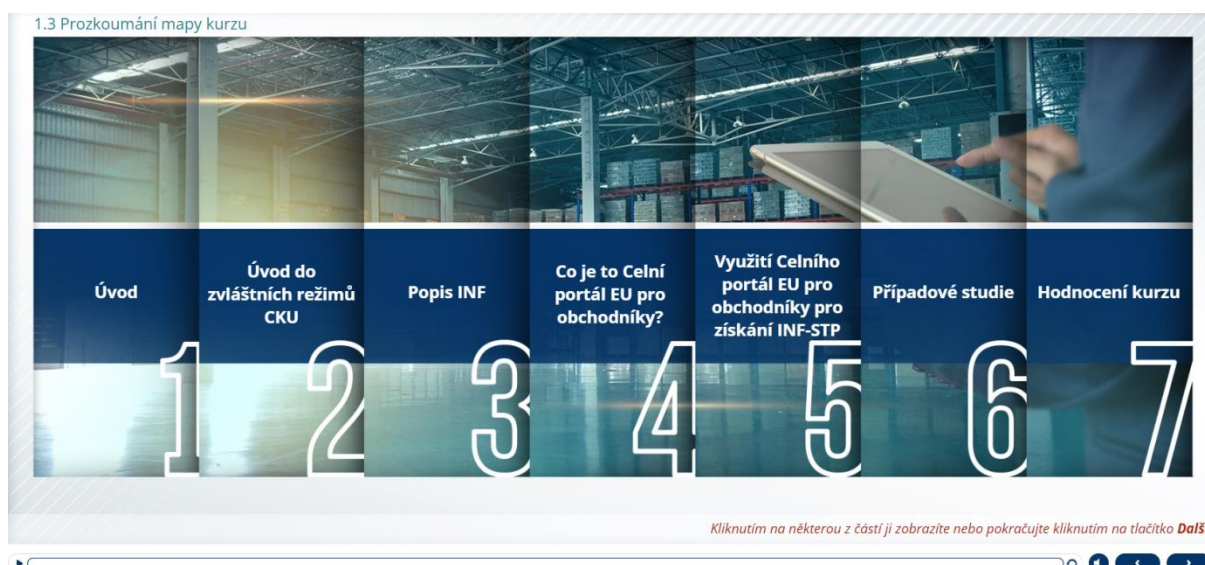 1.3 Prozkoumání mapy kurzu
Úvod
1
Úvod do
zvláštních režimů
CKU
2
Popis INF
3
Co je to Celní
portál EU pro
obchodníky?
4
Využití Celního
portál EU pro
obchodníky pro
získání INF-STP
5
Případové studie
6
Hodnocení kurzu
7
Kliknutím na některou z částí ji zobrazíte nebo pokračujte kliknutím na tlačítko Dalš